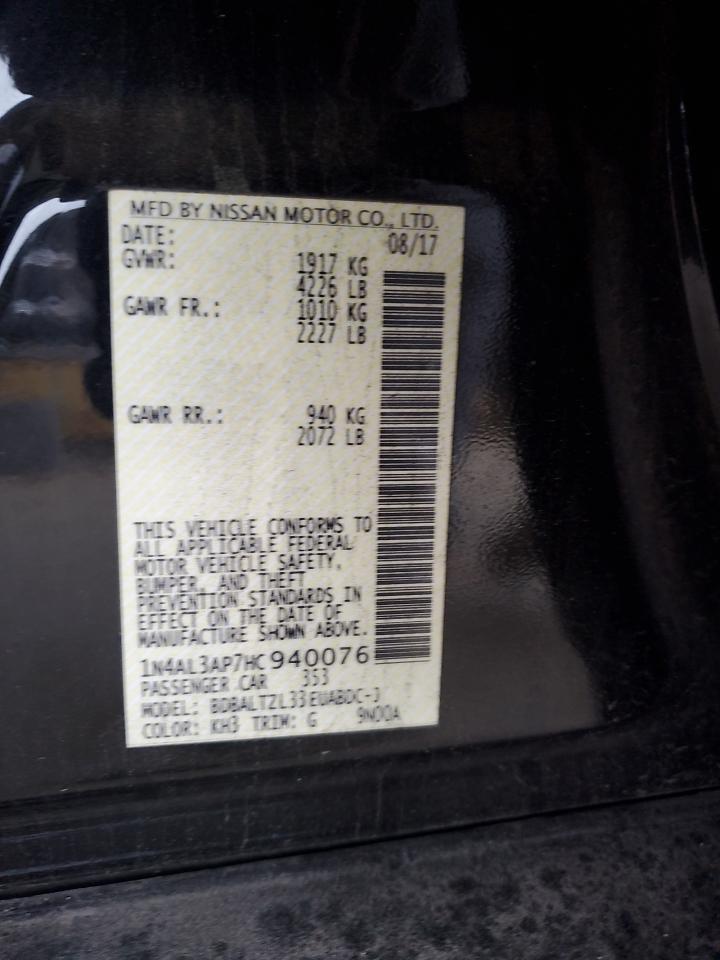 MFD BY NISSAN MOTOR CO., LTD.
DATE: 08/17
GVWR: 1917 KG
4226 LB
GAWR FR.: 1010 KG
2227 LB
GAWR RR.: 940 KG
2072 LB
THIS VEHICLE CONFORMS TO
ALL APPLICABLE FEDERAL
MOTOR VEHICLE SAFETY,
BUMPER, AND THEFT
PREVENTION STANDARDS IN
EFFECT ON THE DATE OF
MANUFACTURE SHOWN ABOVE.
1N4AL3AP7HC940076
PASSENGER CAR 353
MODEL: BDBALTZL33EUABDC-J
COLOR: KH3 TRIM: G 9N00A